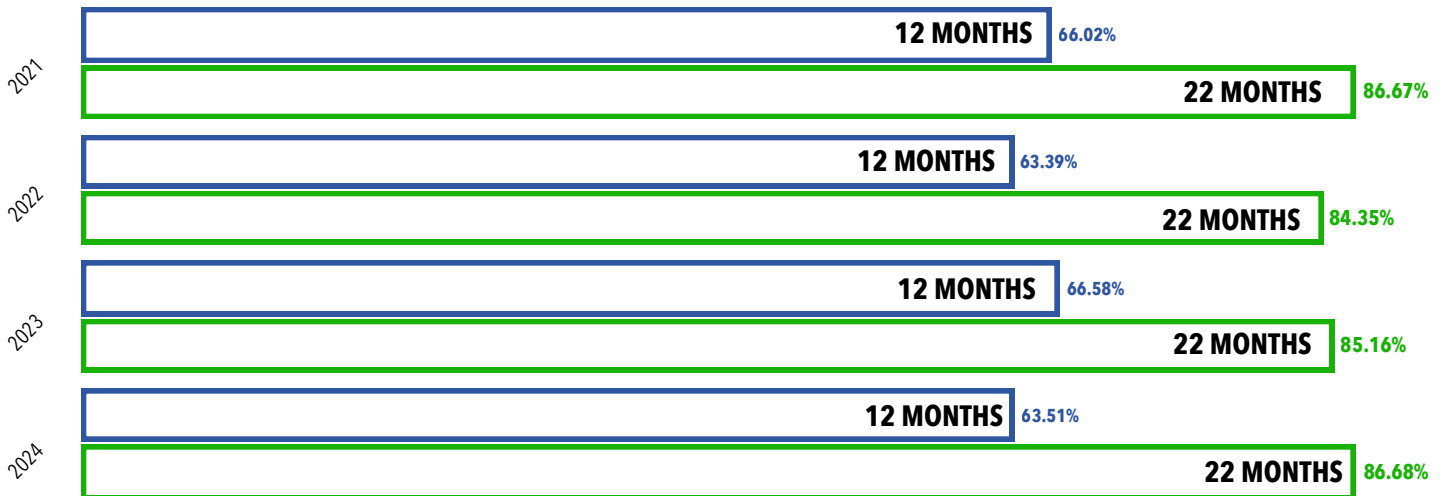 12 MONTHS 66.02%
2021
22 MONTHS 86.67%
12 MONTHS 63.39%
2022
22 MONTHS 84.35%
12 MONTHS 66.58%
2023
22 MONTHS 85.16%
12 MONTHS 63.51%
2024
22 MONTHS 86.68%